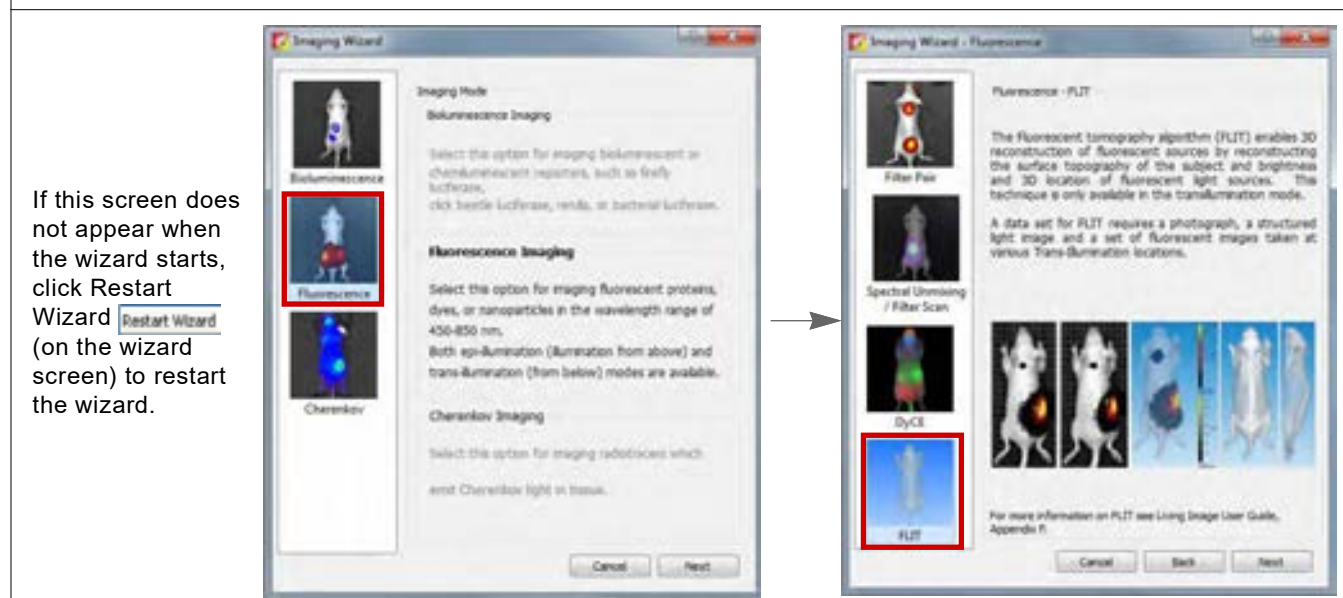 If this screen does
not appear when
the wizard starts,
click Restart
Wizard Restart Wizard
(on the wizard
screen) to restart
the wizard.
Imaging Wizard
Bioluminescence
Fluorescence
Cherenkov
Imaging Mode
Bioluminescence Imaging
Select this option for imaging bioluminescent or
chemiluminescent reporters, such as firefly
luciferase,
click beetle luciferase, renilla, or bacterial luciferase.
Fluorescence Imaging
Select this option for imaging fluorescent proteins,
dyes, or nanoparticles in the wavelength range of
450-850 nm.
Both epi-illumination (illumination from above) and
trans-illumination (from below) modes are available.
Cherenkov Imaging
Select this option for imaging radiotracers which
emit Cherenkov light in tissue.
Cancel
Next
Imaging Wizard - Fluorescence
Filter Pair
Spectral Unmixing
/ Filter Scan
DyCE
FLIT
Fluorescence - FLIT
The Fluorescent tomography algorithm (FLIT) enables 3D
reconstruction of fluorescent sources by reconstructing
the surface topography of the subject and brightness
and 3D location of fluorescent light sources. This
technique is only available in the transillumination mode.
A data set for FLIT requires a photograph, a structured
light image and a set of fluorescent images taken at
various Trans-illumination locations.
For more information on FLIT see Living Image User Guide,
Appendix
Cancel
Back
Next